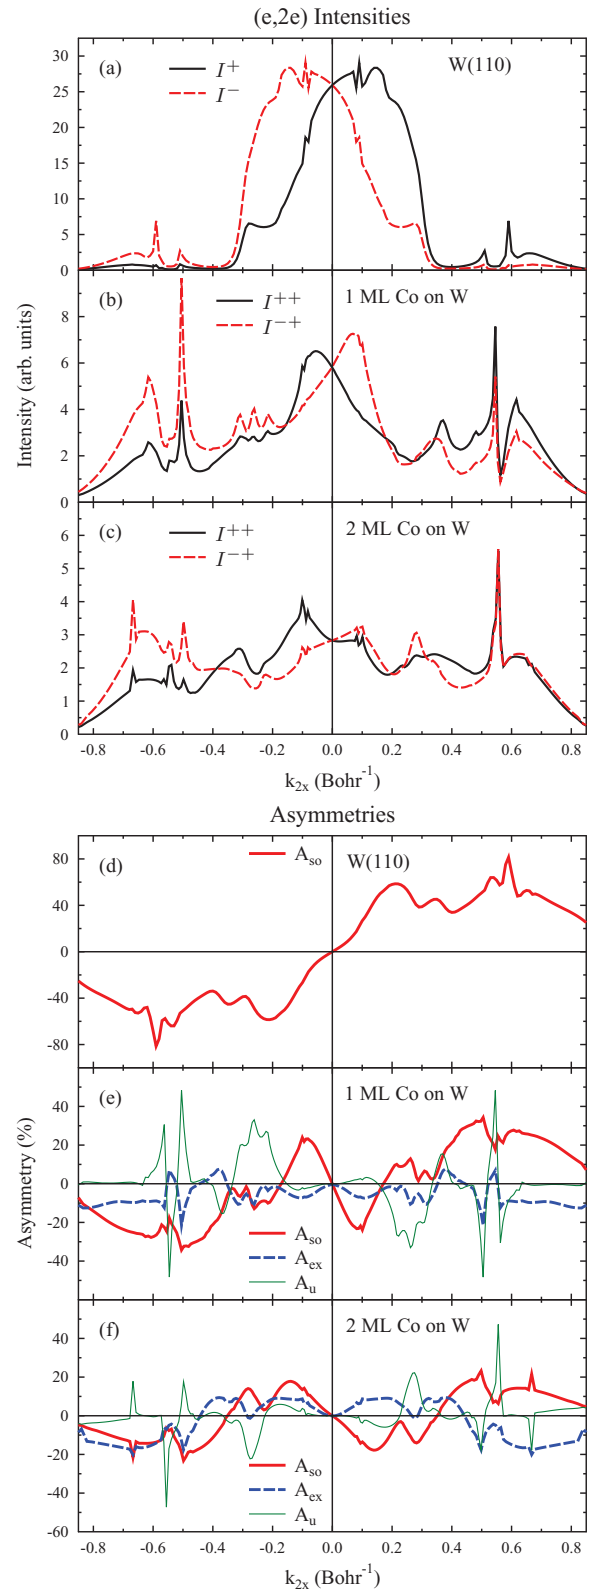 (e,2e) Intensities
(a) I+ W(110)
I−
30
25
20
15
10
5
0
(b) I++ 1 ML Co on W
I−+
8
6
4
2
0
Intensity (arb. units)
(c) I++ 2 ML Co on W
I−+
6
5
4
3
2
1
0
-0.8 -0.6 -0.4 -0.2 0.0 0.2 0.4 0.6 0.8
k2x (Bohr-1)
Asymmetries
(d) Aso W(110)
80
40
0
-40
-80
(e) 1 ML Co on W
40
20
0
-20
-40
Aso
Aex
Au
Asymmetry (%)
(f) 2 ML Co on W
40
20
0
-20
-40
-60
Aso
Aex
Au
-0.8 -0.6 -0.4 -0.2 0.0 0.2 0.4 0.6 0.8
k2x (Bohr-1)